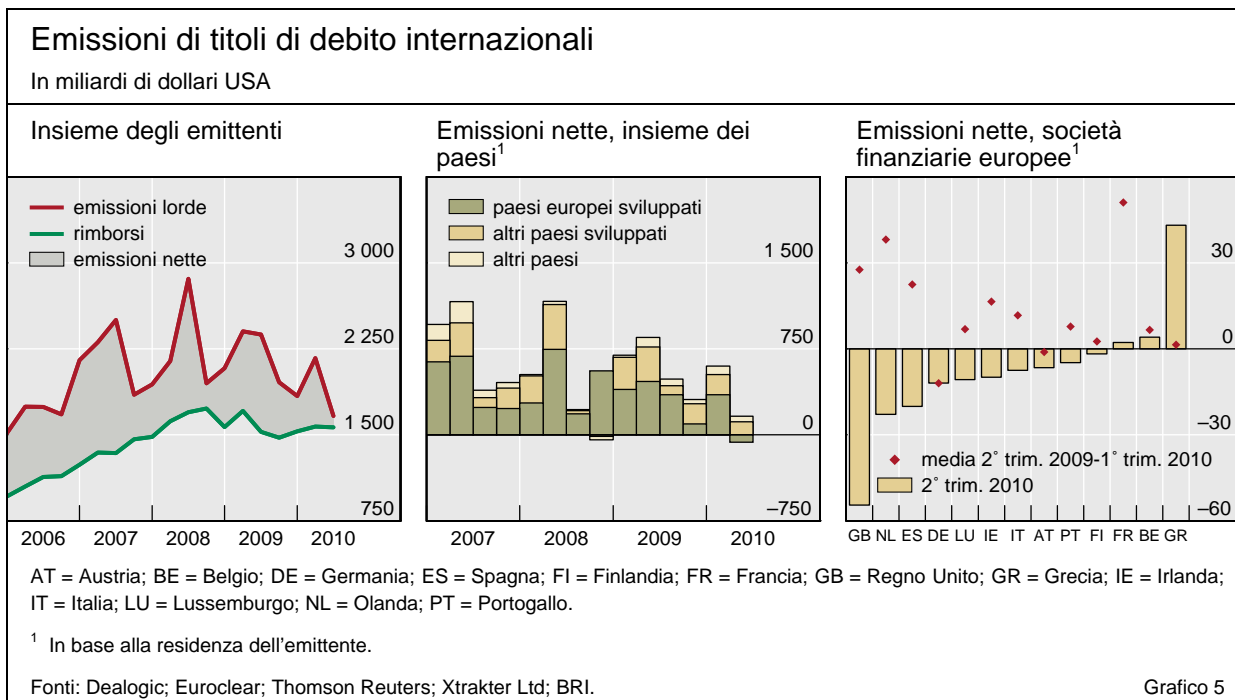 Emissioni di titoli di debito internazionali
In miliardi di dollari USA
Insieme degli emittenti
emissioni lorde
rimborsi
emissioni nette
3 000
2 250
1 500
750
2006 2007 2008 2009 2010
Emissioni nette, insieme dei
paesi¹
paesi europei sviluppati
altri paesi sviluppati
altri paesi
1 500
750
0
–750
2007 2008 2009 2010
Emissioni nette, società
finanziarie europee¹
30
0
–30
–60
media 2° trim. 2009-1° trim. 2010
2° trim. 2010
GB NL ES DE LU IE IT AT PT FI FR BE GR
AT = Austria; BE = Belgio; DE = Germania; ES = Spagna; FI = Finlandia; FR = Francia; GB = Regno Unito; GR = Grecia; IE = Irlanda;
IT = Italia; LU = Lussemburgo; NL = Olanda; PT = Portogallo.
¹ In base alla residenza dell'emittente.
Fonti: Dealogic; Euroclear; Thomson Reuters; Xtrakter Ltd; BRI. Grafico 5